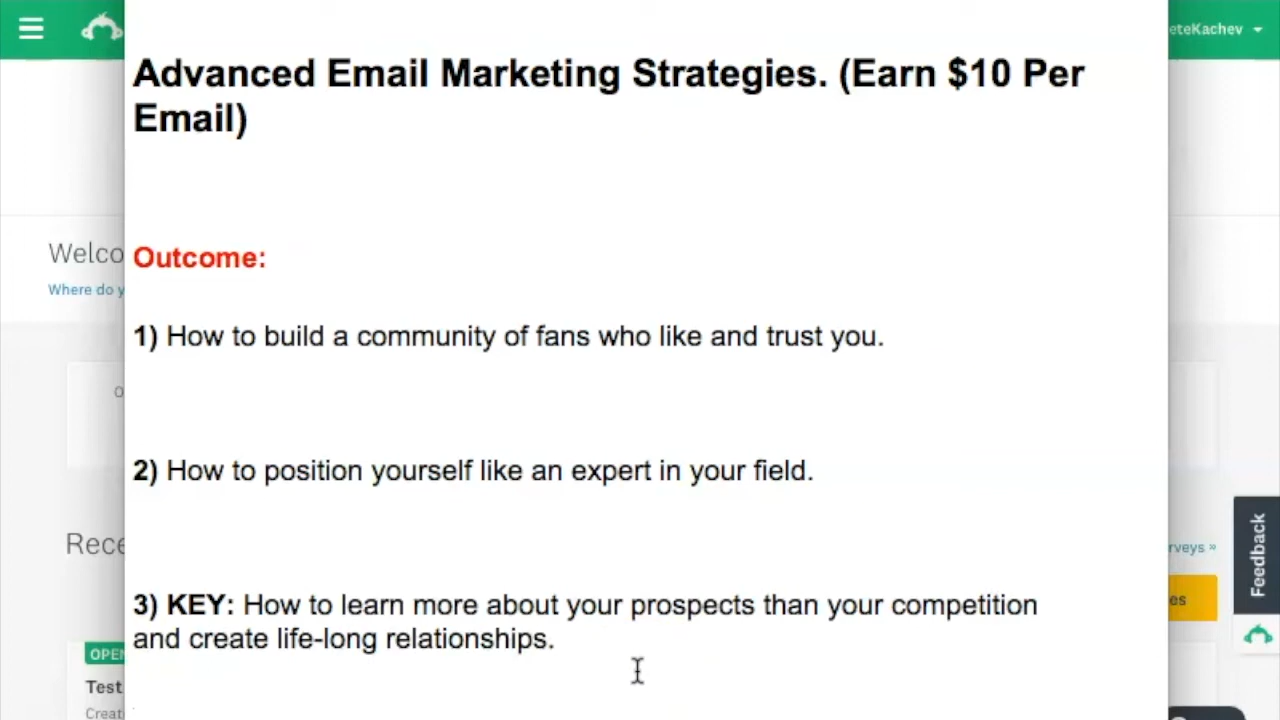 eteKachev
Advanced Email Marketing Strategies. (Earn $10 Per
Email)
Welco
Where do y
Outcome:
1) How to build a community of fans who like and trust you.
2) How to position yourself like an expert in your field.
Rece
rveys »
Feedback
es
3) KEY: How to learn more about your prospects than your competition
and create life-long relationships.
OPEN
Test
Creat